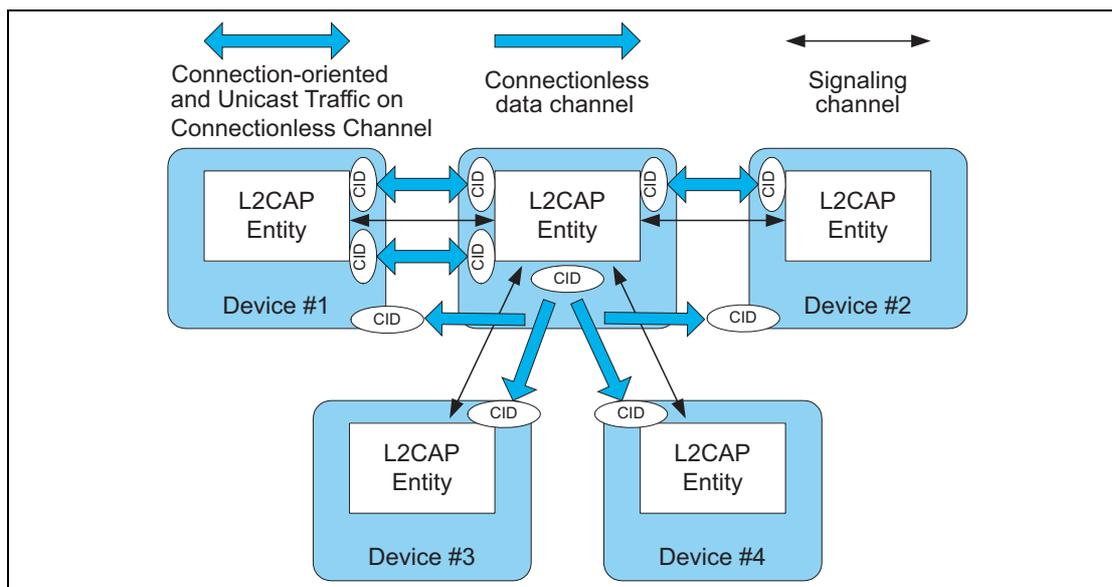 Connection-oriented
and Unicast Traffic on
Connectionless Channel
Connectionless
data channel
Signaling
channel
L2CAP
Entity
CID
CID
Device #1
CID
CID
CID
L2CAP
Entity
CID
CID
CID
L2CAP
Entity
Device #2
CID
CID
L2CAP
Entity
Device #3
CID
L2CAP
Entity
Device #4